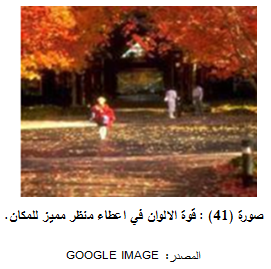 صورة (41) : قوة الالوان في اعطاء منظر مميز للمكان.
المصدر: GOOGLE IMAGE